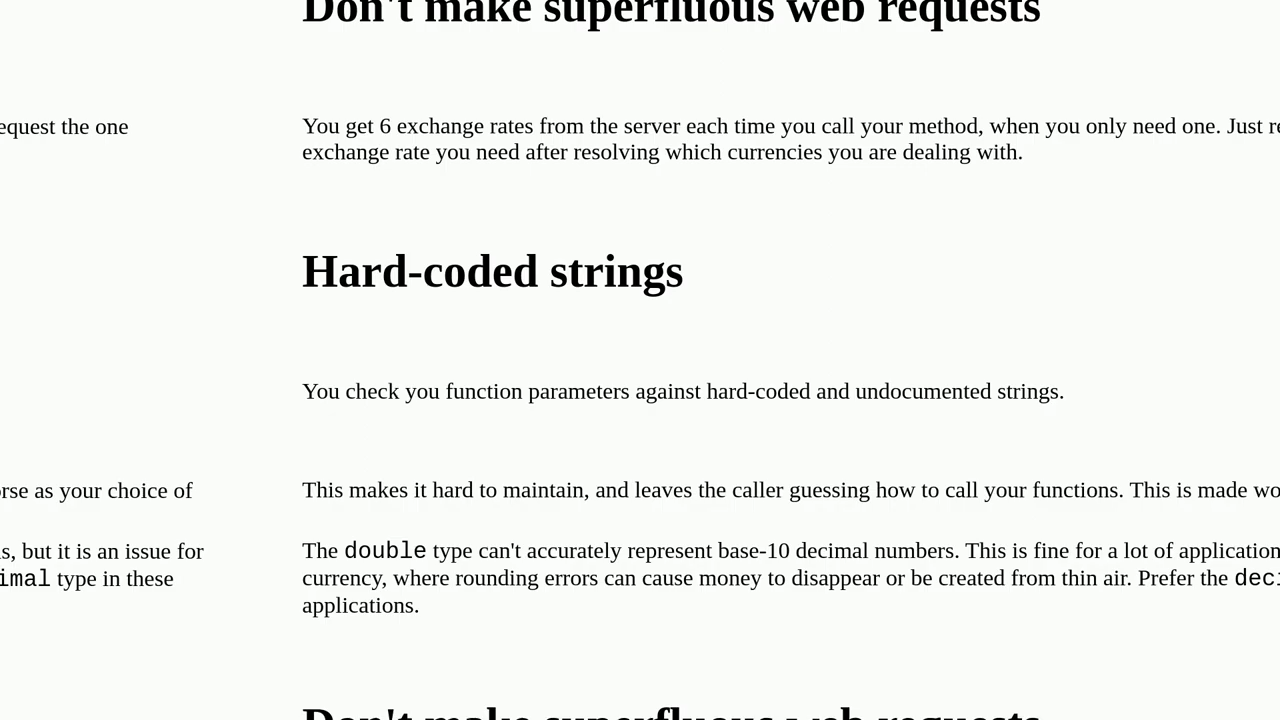 Don't make superfluous web requests
equest the one
You get 6 exchange rates from the server each time you call your method, when you only need one. Just re
exchange rate you need after resolving which currencies you are dealing with.
Hard-coded strings
You check you function parameters against hard-coded and undocumented strings.
orse as your choice of
This makes it hard to maintain, and leaves the caller guessing how to call your functions. This is made wo
s, but it is an issue for
The double type can't accurately represent base-10 decimal numbers. This is fine for a lot of application
imal type in these
currency, where rounding errors can cause money to disappear or be created from thin air. Prefer the deci
applications.
Don't make superfluous web requests